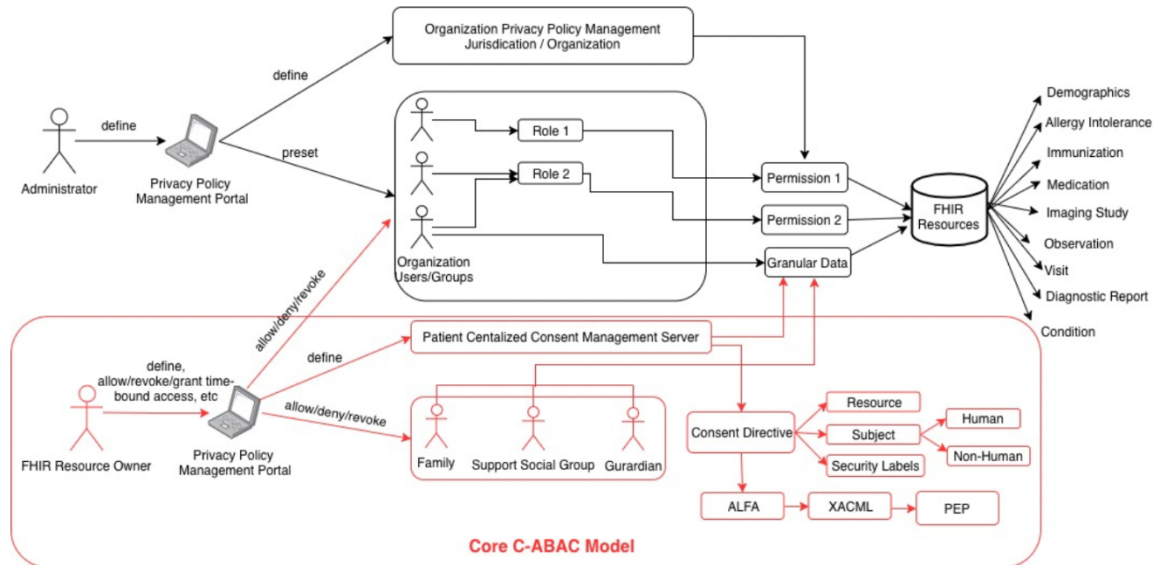 Organization Privacy Policy Management
Jurisdication / Organization
define
define
Administrator
Privacy Policy
Management Portal
preset
Role 1
Role 2
Organization
Users/Groups
Permission 1
Permission 2
Granular Data
FHIR
Resources
Demographics
Allergy Intolerance
Immunization
Medication
Imaging Study
Observation
Visit
Diagnostic Report
Condition
allow/deny/revoke
define,
allow/revoke/grant time-
bound access, etc
FHIR Resource Owner
Privacy Policy
Management Portal
define
allow/deny/revoke
Patient Centalized Consent Management Server
Family
Support Social Group
Gurardian
Consent Directive
Resource
Subject
Security Labels
Human
Non-Human
ALFA
XACML
PEP
Core C-ABAC Model